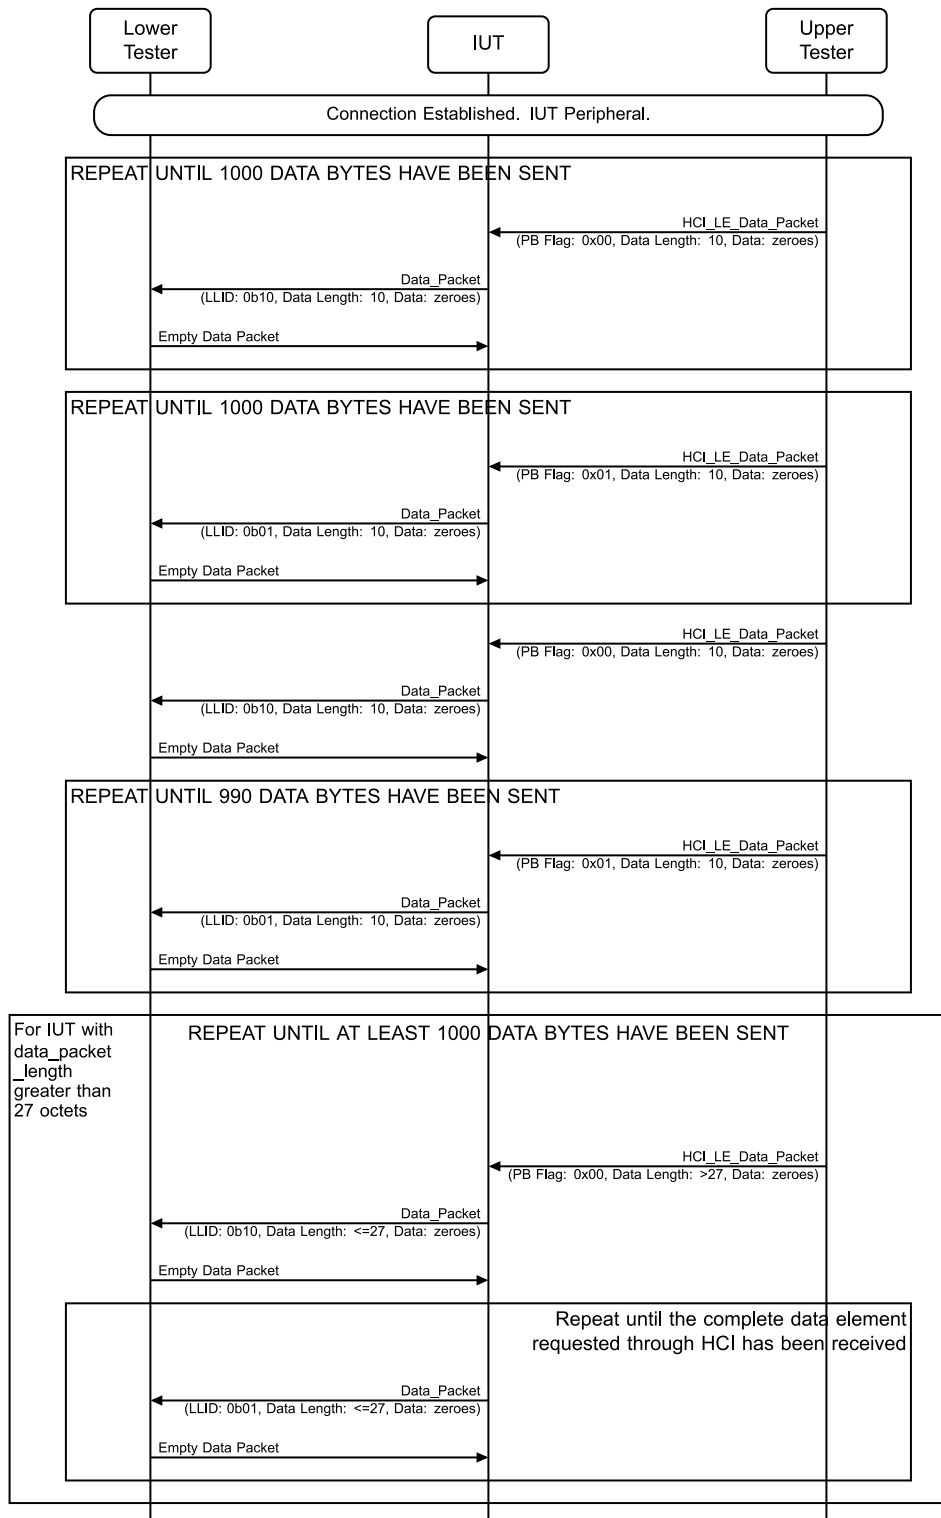 Lower
Tester
IUT
Upper
Tester
Connection Established. IUT Peripheral.
REPEAT UNTIL 1000 DATA BYTES HAVE BEEN SENT
HCI_LE_Data_Packet
(PB Flag: 0x00, Data Length: 10, Data: zeroes)
Data_Packet
(LLID: 0b10, Data Length: 10, Data: zeroes)
Empty Data Packet
REPEAT UNTIL 1000 DATA BYTES HAVE BEEN SENT
HCI_LE_Data_Packet
(PB Flag: 0x01, Data Length: 10, Data: zeroes)
Data_Packet
(LLID: 0b01, Data Length: 10, Data: zeroes)
Empty Data Packet
HCI_LE_Data_Packet
(PB Flag: 0x00, Data Length: 10, Data: zeroes)
Data_Packet
(LLID: 0b10, Data Length: 10, Data: zeroes)
Empty Data Packet
REPEAT UNTIL 990 DATA BYTES HAVE BEEN SENT
HCI_LE_Data_Packet
(PB Flag: 0x01, Data Length: 10, Data: zeroes)
Data_Packet
(LLID: 0b01, Data Length: 10, Data: zeroes)
Empty Data Packet
For IUT with
data_packet
_length
greater than
27 octets
REPEAT UNTIL AT LEAST 1000 DATA BYTES HAVE BEEN SENT
HCI_LE_Data_Packet
(PB Flag: 0x00, Data Length: >27, Data: zeroes)
Data_Packet
(LLID: 0b10, Data Length: <=27, Data: zeroes)
Empty Data Packet
Repeat until the complete data element
requested through HCI has been received
Data_Packet
(LLID: 0b01, Data Length: <=27, Data: zeroes)
Empty Data Packet